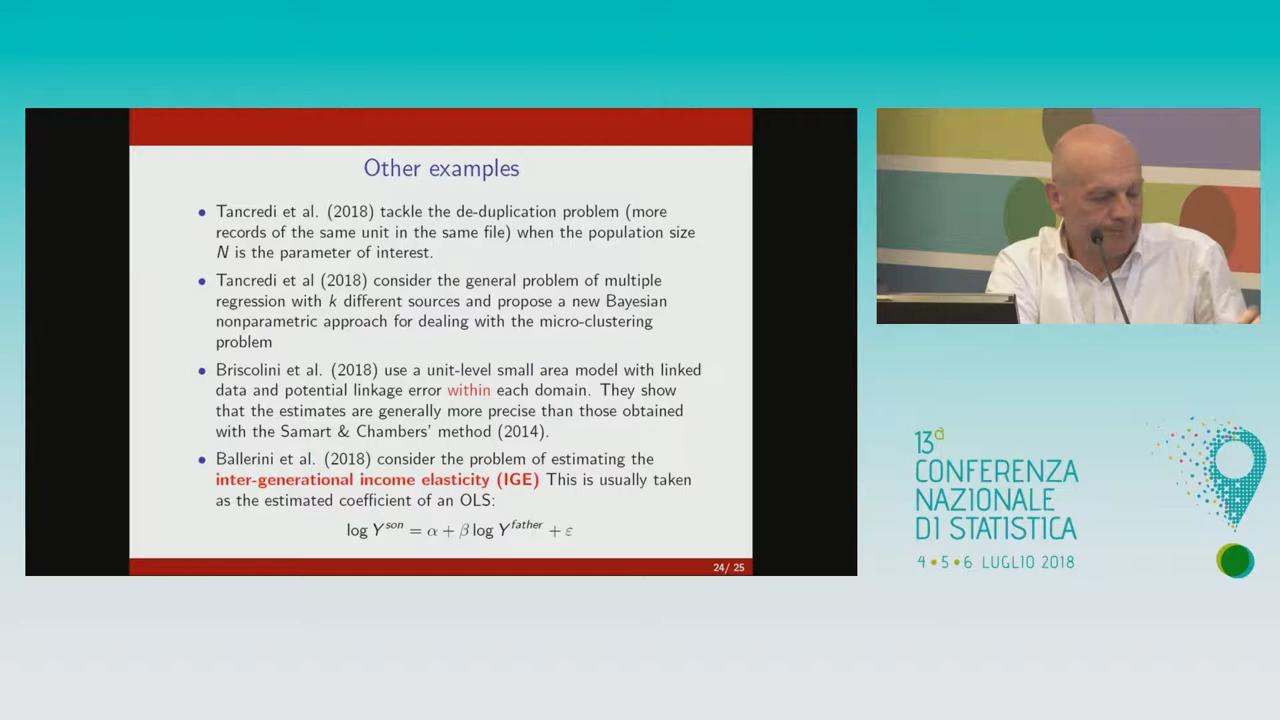 Other examples
• Tancredi et al. (2018) tackle the de-duplication problem (more
records of the same unit in the same file) when the population size
N is the parameter of interest.
• Tancredi et al (2018) consider the general problem of multiple
regression with k different sources and propose a new Bayesian
nonparametric approach for dealing with the micro-clustering
problem
• Briscolini et al. (2018) use a unit-level small area model with linked
data and potential linkage error within each domain. They show
that the estimates are generally more precise than those obtained
with the Samart & Chambers' method (2014).
• Ballerini et al. (2018) consider the problem of estimating the
inter-generational income elasticity (IGE) This is usually taken
as the estimated coefficient of an OLS:
log Y^son = α + β log Y^father + ε
24/ 25
13a
CONFERENZA
NAZIONALE
DI STATISTICA
4 • 5 • 6 LUGLIO 2018